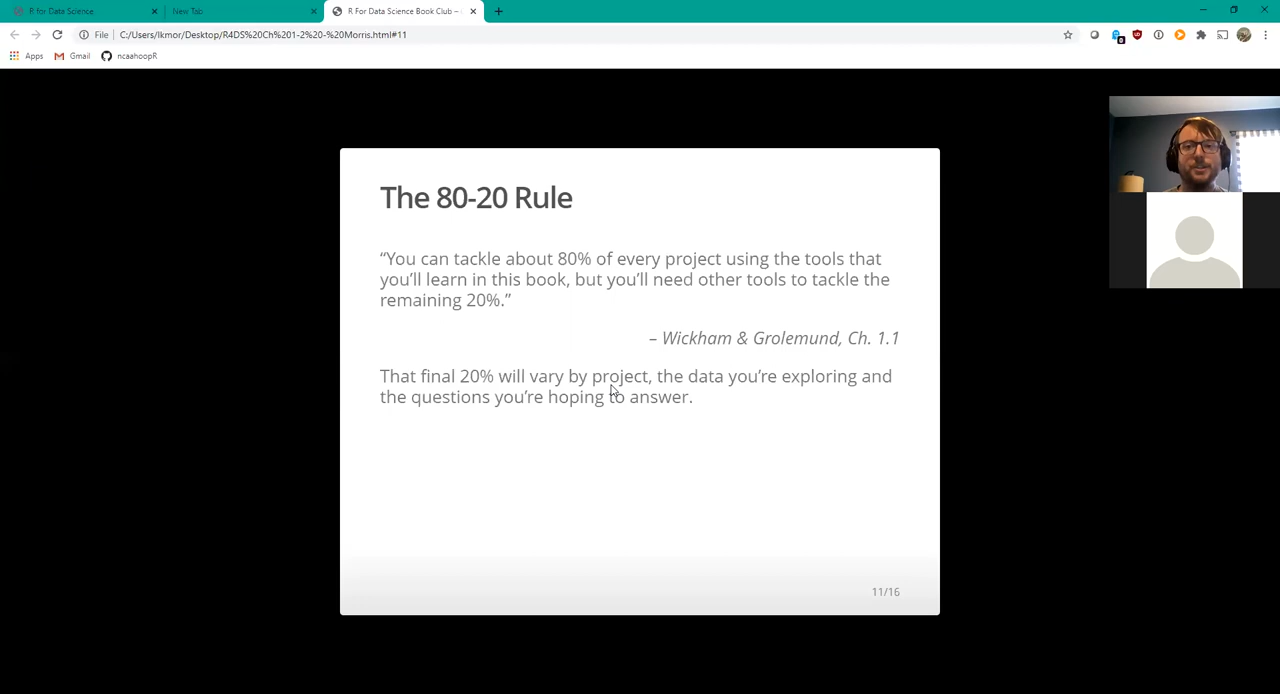 R for Data Science
New Tab
R For Data Science Book Club –
File
C:/Users/lkmor/Desktop/R4DS%20Ch%201-2%20-%20Morris.html#11
Apps
Gmail
ncaahoopR
The 80-20 Rule
“You can tackle about 80% of every project using the tools that
you’ll learn in this book, but you’ll need other tools to tackle the
remaining 20%.”
– Wickham & Grolemund, Ch. 1.1
That final 20% will vary by project, the data you’re exploring and
the questions you’re hoping to answer.
11/16